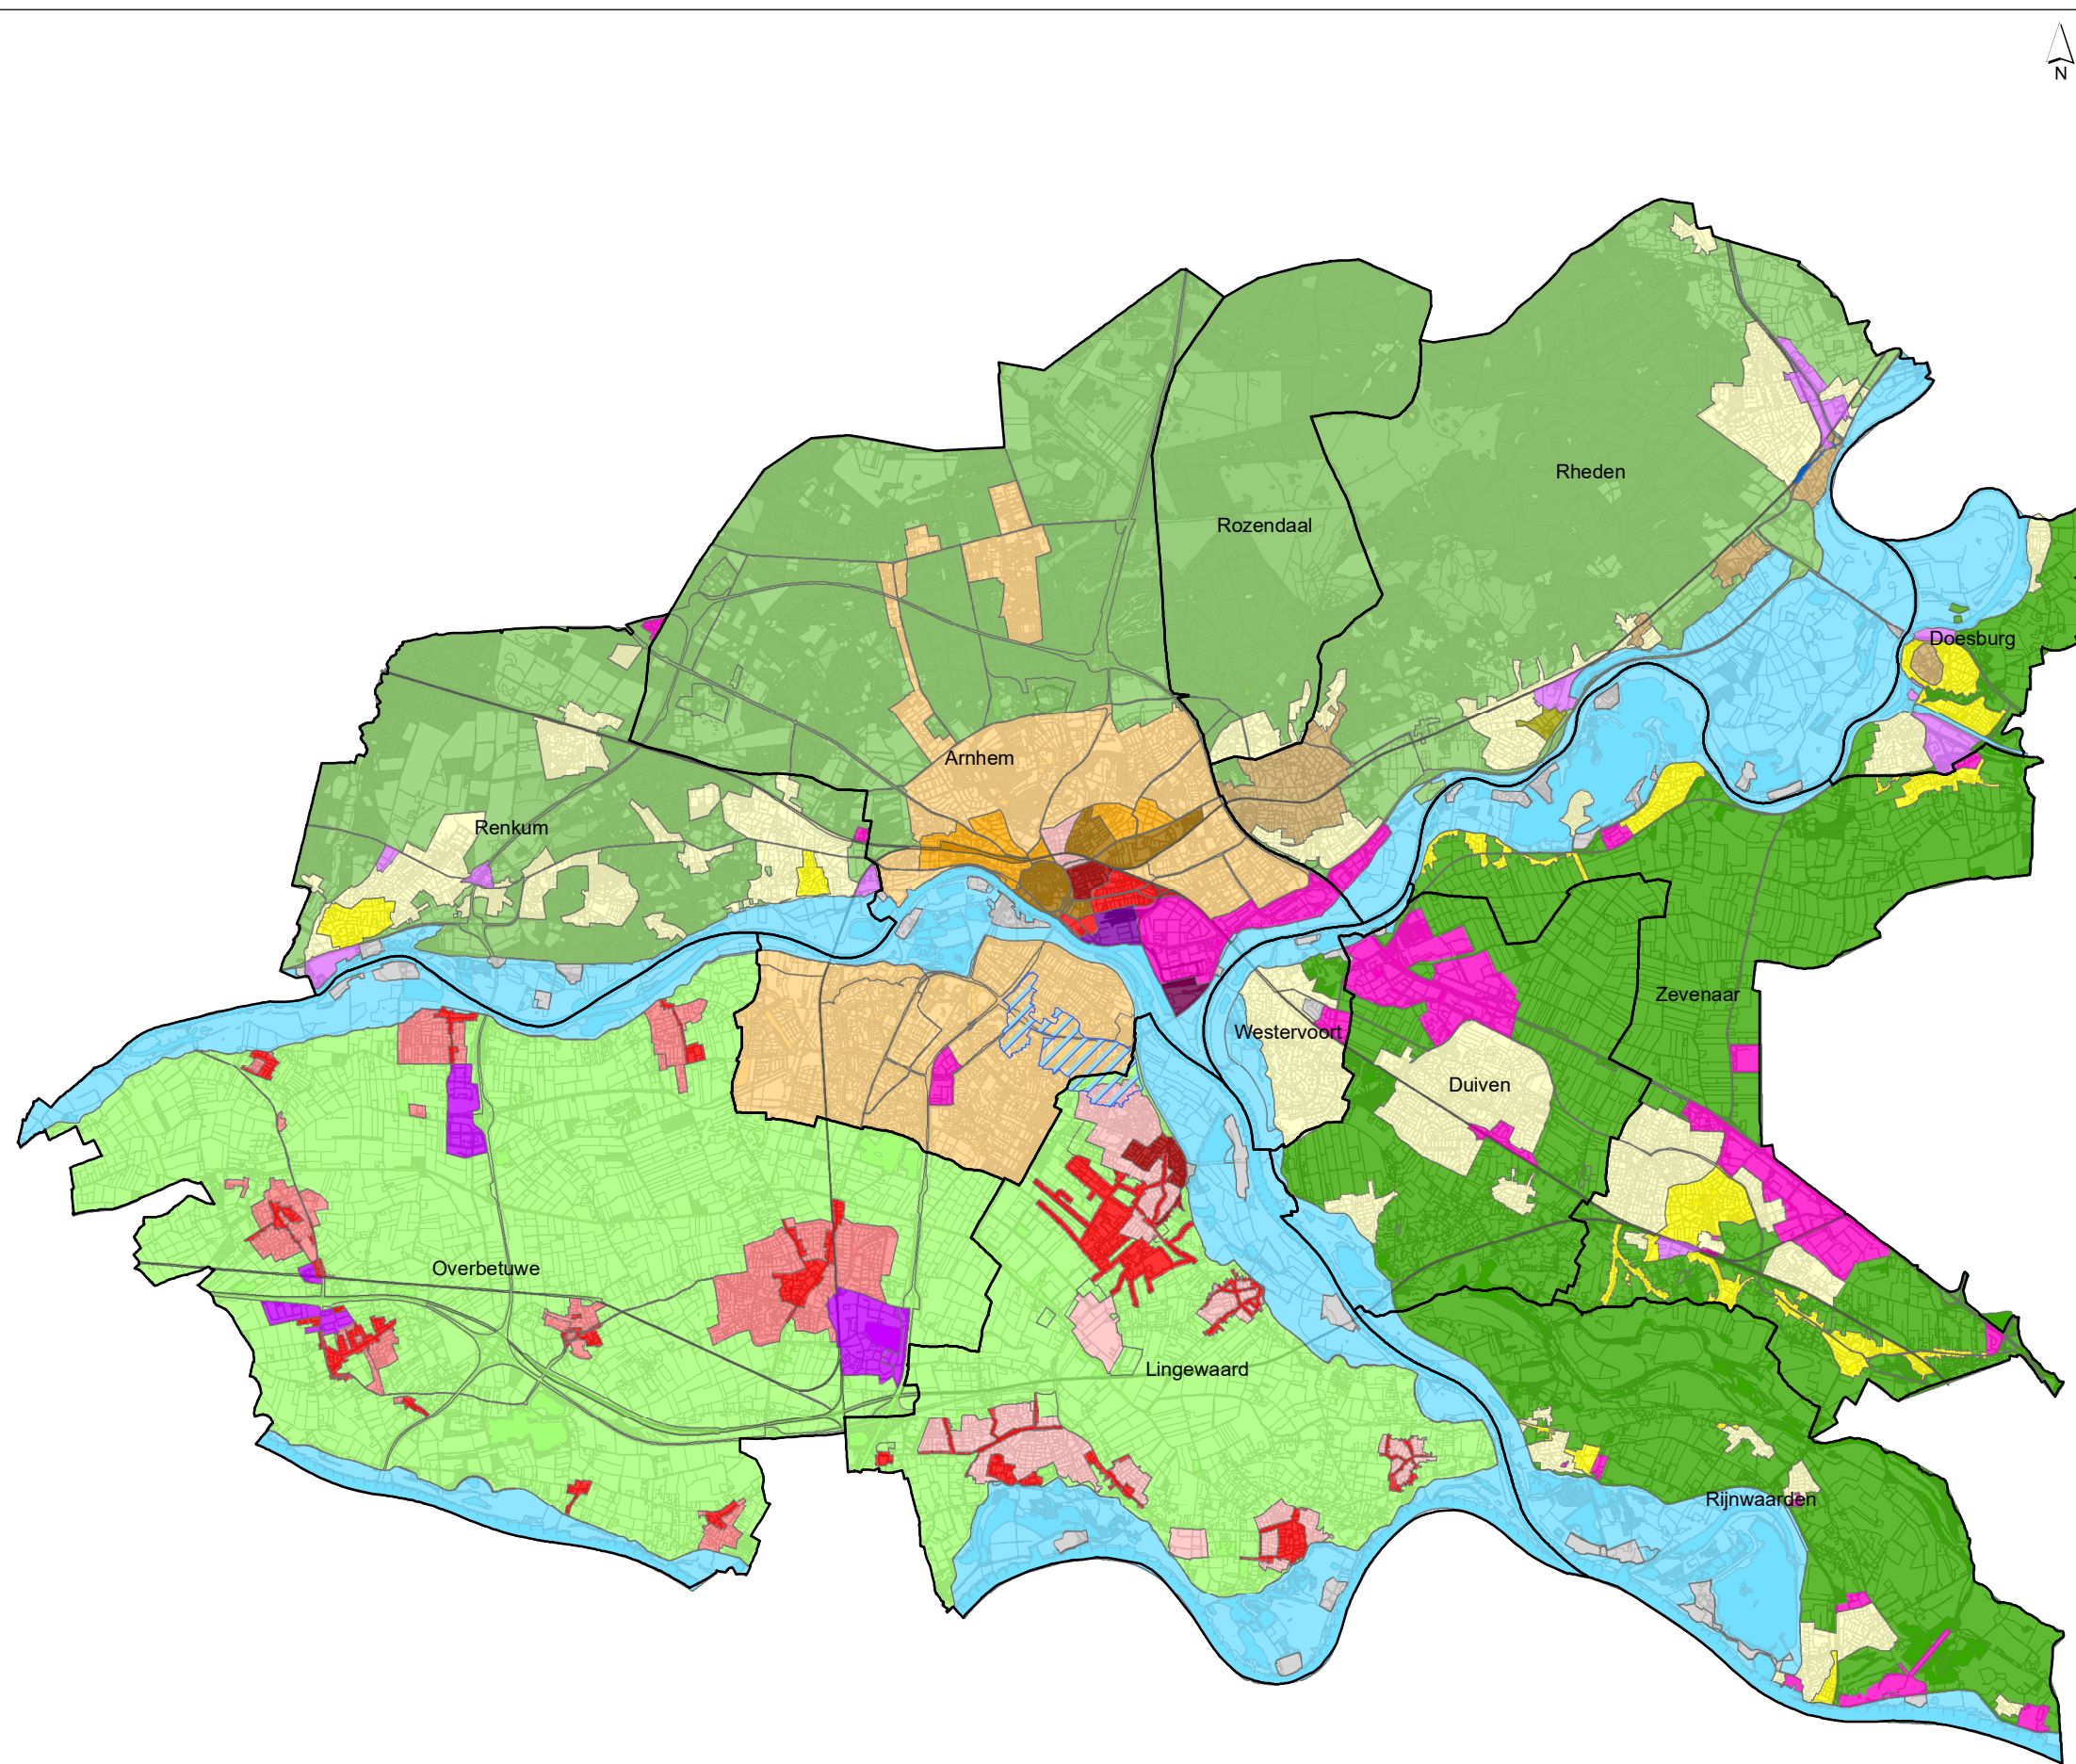 N
Rheden
Rozendaal
Doesburg
Arnhem
Renkum
Zevenaar
Westervoort
Duiven
Overbetuwe
Lingewaard
Rijnwaarden